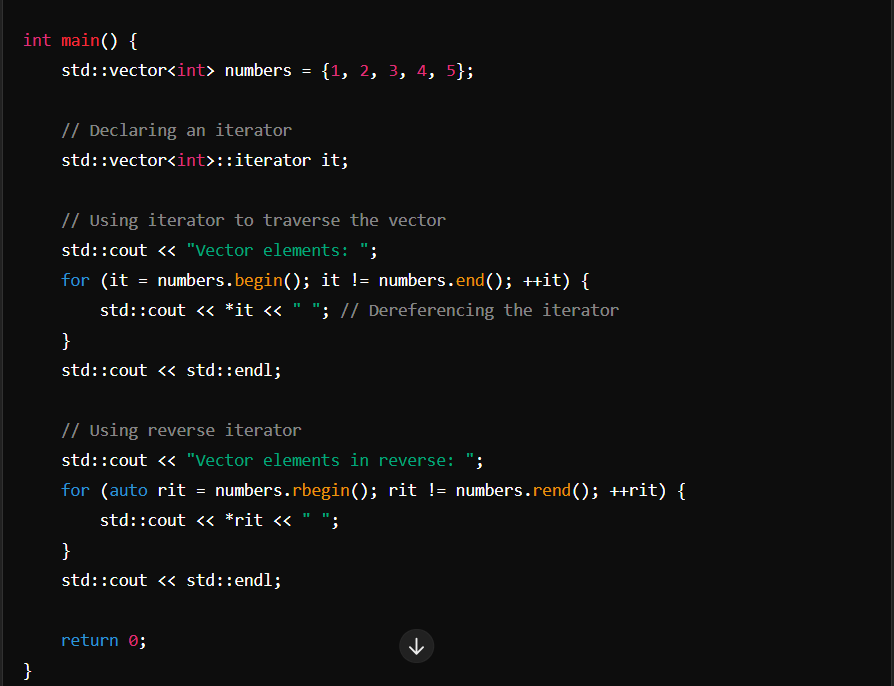 int main() {
    std::vector<int> numbers = {1, 2, 3, 4, 5};
    // Declaring an iterator
    std::vector<int>::iterator it;
    // Using iterator to traverse the vector
    std::cout << "Vector elements: ";
    for (it = numbers.begin(); it != numbers.end(); ++it) {
        std::cout << *it << " "; // Dereferencing the iterator
    }
    std::cout << std::endl;
    // Using reverse iterator
    std::cout << "Vector elements in reverse: ";
    for (auto rit = numbers.rbegin(); rit != numbers.rend(); ++rit) {
        std::cout << *rit << " ";
    }
    std::cout << std::endl;
    return 0;
}